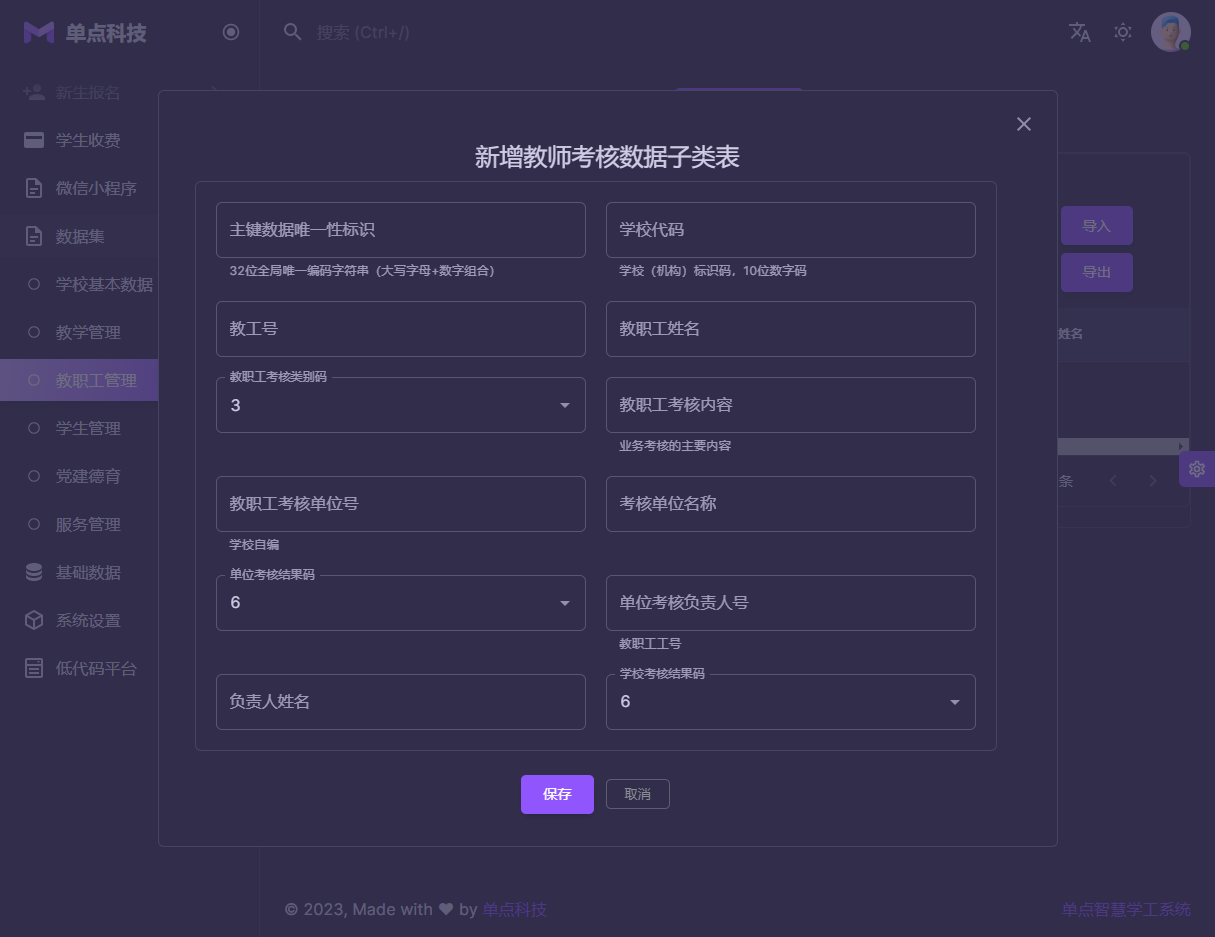 单点科技
搜索 (Ctrl+/)
新生报名
学生收费
微信小程序
数据集
学校基本数据
教学管理
教职工管理
学生管理
党建德育
服务管理
基础数据
系统设置
低代码平台
新增教师考核数据子类表
主键数据唯一性标识
32位全局唯一编码字符串（大写字母+数字组合）
学校代码
学校（机构）标识码，10位数字码
教工号
教职工姓名
教职工考核类别码
3
教职工考核内容
业务考核的主要内容
教职工考核单位号
学校自编
考核单位名称
单位考核结果码
6
单位考核负责人号
教职工工号
负责人姓名
学校考核结果码
6
保存
取消
导入
导出
姓名
条
© 2023, Made with ❤ by 单点科技
单点智慧学工系统